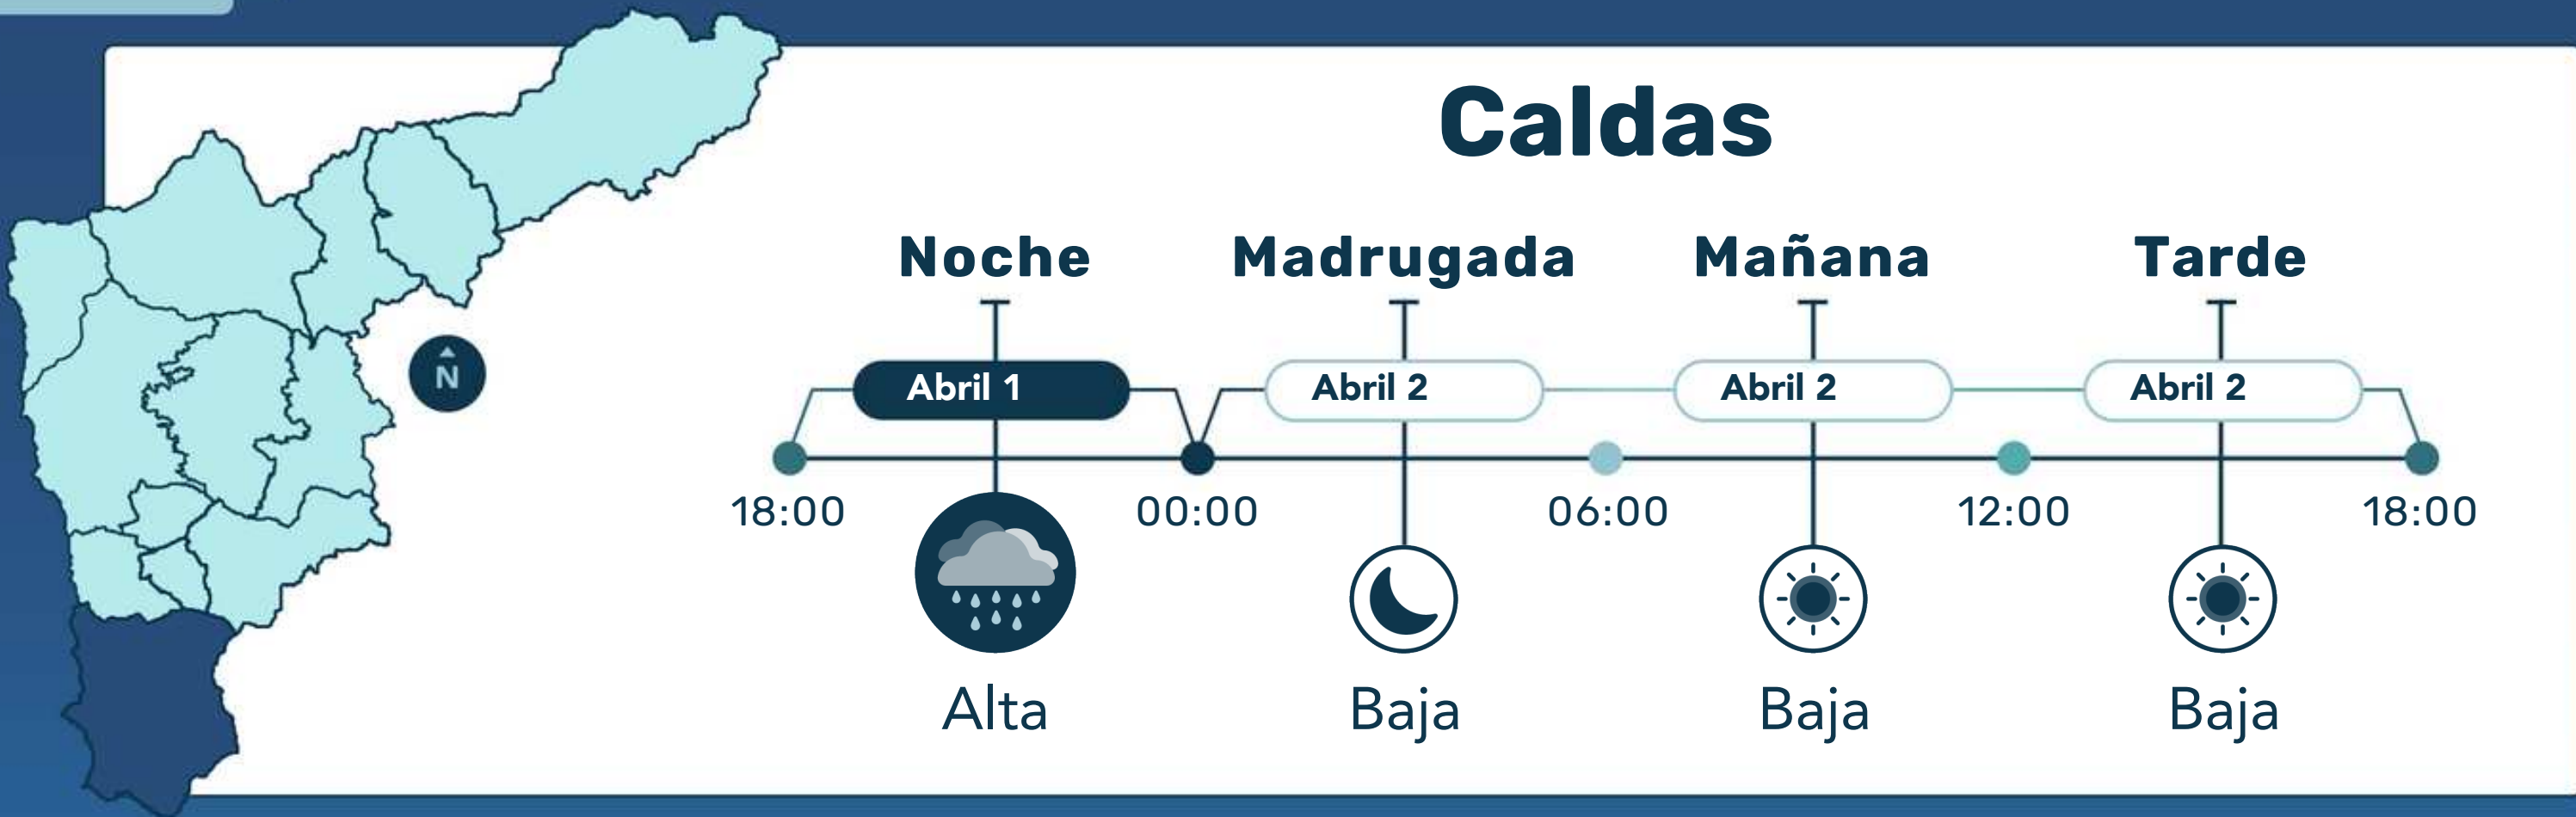 Caldas
Noche Madrugada Mañana Tarde
Abril 1 Abril 2 Abril 2 Abril 2
N
18:00 00:00 06:00 12:00 18:00
Alta Baja Baja Baja